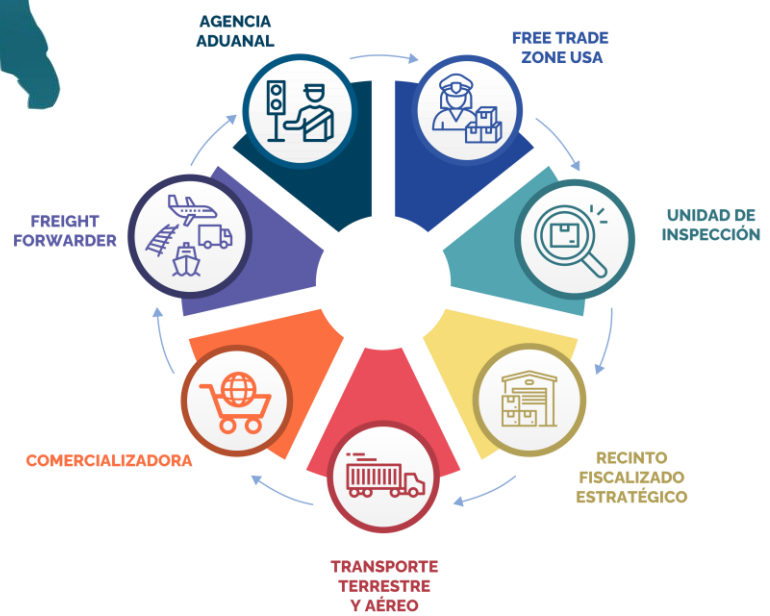 AGENCIA
ADUANAL
FREE TRADE
ZONE USA
UNIDAD DE
INSPECCIÓN
RECINTO
FISCALIZADO
ESTRATÉGICO
TRANSPORTE
TERRESTRE
Y AÉREO
COMERCIALIZADORA
FREIGHT
FORWARDER